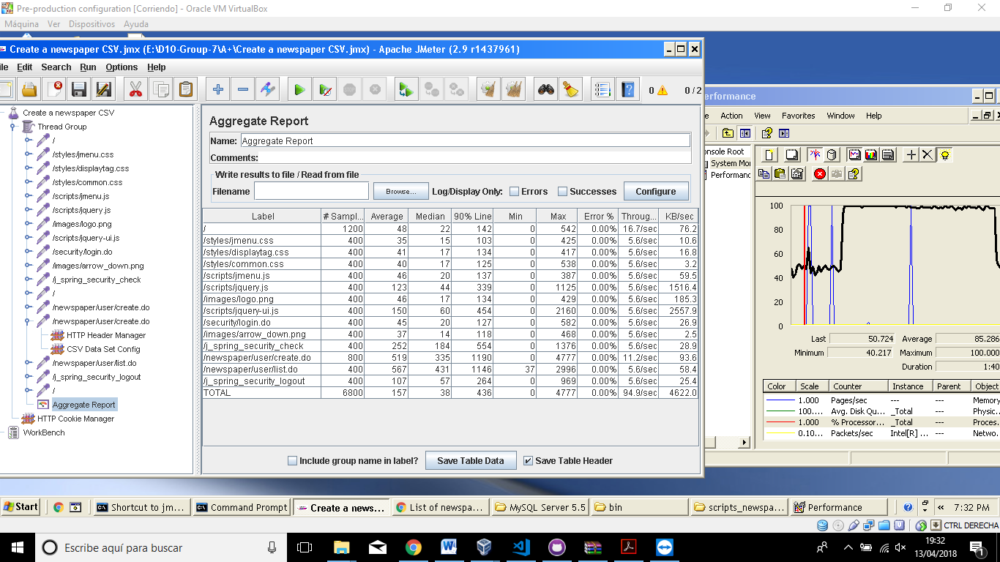 Pre-production configuration [Corriendo] - Oracle VM VirtualBox
Máquina Ver Dispositivos Ayuda
Create a newspaper CSV.jmx (E:\D10-Group-7\A+\Create a newspaper CSV.jmx) - Apache JMeter (2.9 r1437961)
ile Edit Search Run Options Help
0 0 / 2
Create a newspaper CSV
Thread Group
/
/styles/jmenu.css
/styles/displaytag.css
/styles/common.css
/scripts/jmenu.js
/scripts/jquery.js
/images/logo.png
/scripts/jquery-ui.js
/security/login.do
/images/arrow_down.png
/j_spring_security_check
/
/newspaper/user/create.do
/newspaper/user/create.do
HTTP Header Manager
CSV Data Set Config
/newspaper/user/list.do
/j_spring_security_logout
/
Aggregate Report
HTTP Cookie Manager
WorkBench
Aggregate Report
Name: Aggregate Report
Comments:
Write results to file / Read from file
Filename Browse... Log/Display Only: Errors Successes Configure
Label # Sampl... Average Median 90% Line Min Max Error % Throug... KB/sec
/ 1200 48 22 142 0 542 0.00% 16.7/sec 76.2
/styles/jmenu.css 400 35 15 103 0 425 0.00% 5.6/sec 10.6
/styles/displaytag.css 400 41 17 134 0 417 0.00% 5.6/sec 16.8
/styles/common.css 400 40 17 125 0 538 0.00% 5.6/sec 3.2
/scripts/jmenu.js 400 46 20 137 0 387 0.00% 5.6/sec 59.5
/scripts/jquery.js 400 123 44 339 0 1125 0.00% 5.6/sec 1516.4
/images/logo.png 400 46 17 134 0 429 0.00% 5.6/sec 185.3
/scripts/jquery-ui.js 400 150 60 454 0 2160 0.00% 5.6/sec 2557.9
/security/login.do 400 45 20 127 0 582 0.00% 5.6/sec 26.9
/images/arrow_down.png 400 37 14 118 0 468 0.00% 5.6/sec 2.5
/j_spring_security_check 400 252 184 554 0 1376 0.00% 5.6/sec 28.9
/newspaper/user/create.do 800 519 335 1190 0 4777 0.00% 11.2/sec 93.6
/newspaper/user/list.do 400 567 431 1146 37 2996 0.00% 5.6/sec 58.4
/j_spring_security_logout 400 107 57 264 0 969 0.00% 5.6/sec 25.4
TOTAL 6800 157 38 436 0 4777 0.00% 94.9/sec 4622.0
Include group name in label? Save Table Data Save Table Header
erformance
e Action View Favorites Window Help
onsole Root
System Mo
Performanc
100
80
60
40
20
0
Last 50.724 Average 85.286
Minimum 40.217 Maximum 100.000
Duration 1:40
Color Scale Counter Instance Parent Object
1.000 Pages/sec --- --- Memory
100.... Avg. Disk Qu... _Total --- Physic...
1.000 % Processor... _Total --- Proces...
0.10... Packets/sec Intel[R] ... --- Netwo...
Start Shortcut to jm... Command Prompt Create a news... List of newspa... MySQL Server 5.5 bin scripts_newspa... Performance « 7:32 PM
CTRL DERECHA
Escribe aquí para buscar
19:32
13/04/2018
1